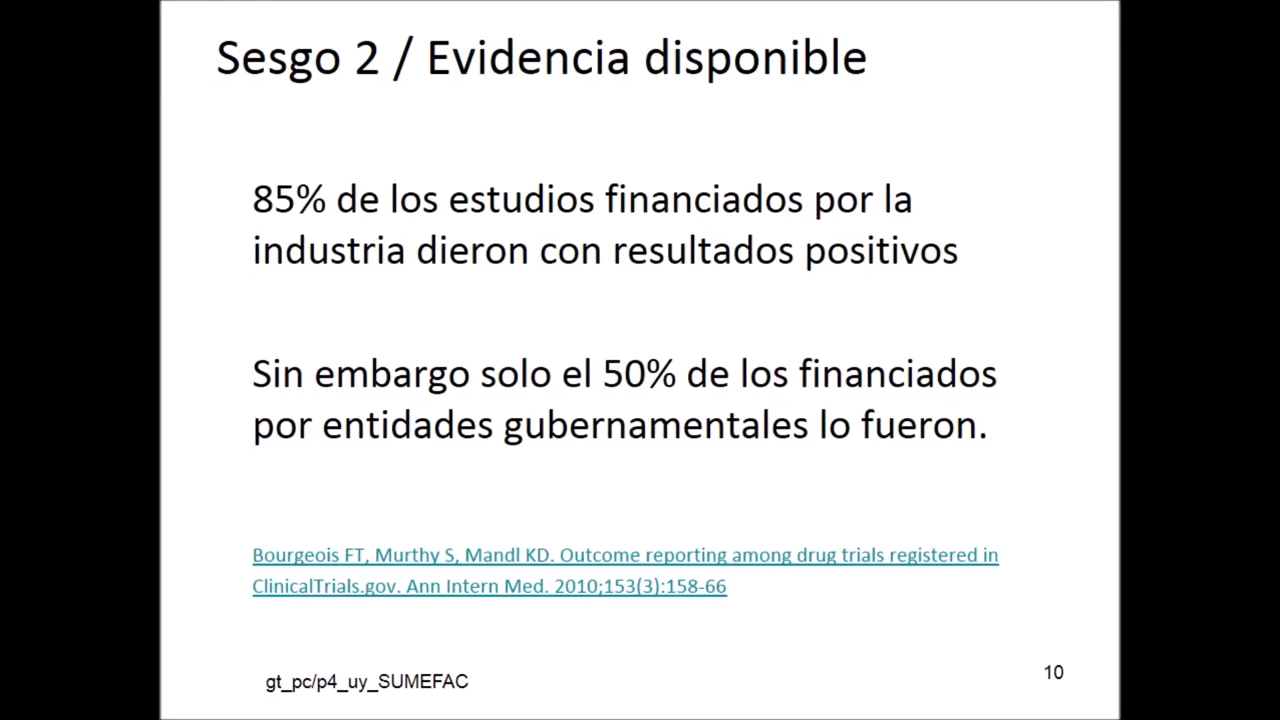 Sesgo 2 / Evidencia disponible
85% de los estudios financiados por la
industria dieron con resultados positivos
Sin embargo solo el 50% de los financiados
por entidades gubernamentales lo fueron.
Bourgeois FT, Murthy S, Mandl KD. Outcome reporting among drug trials registered in
ClinicalTrials.gov. Ann Intern Med. 2010;153(3):158-66
gt_pc/p4_uy_SUMEFAC
10